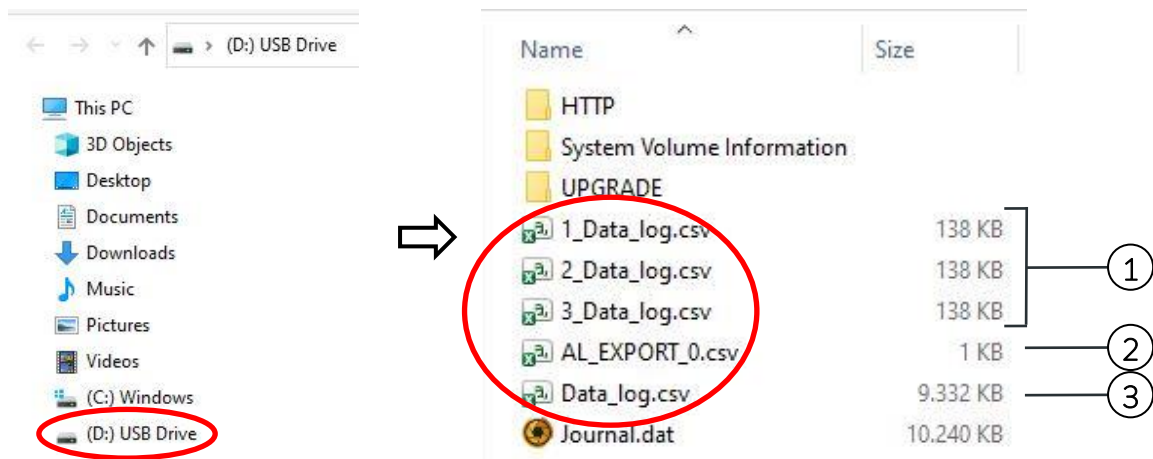 (D:) USB Drive
This PC
3D Objects
Desktop
Documents
Downloads
Music
Pictures
Videos
(C:) Windows
(D:) USB Drive
Name Size
HTTP
System Volume Information
UPGRADE
1_Data_log.csv 138 KB
2_Data_log.csv 138 KB
3_Data_log.csv 138 KB
1
AL_EXPORT_0.csv 1 KB 2
Data_log.csv 9.332 KB 3
Journal.dat 10.240 KB